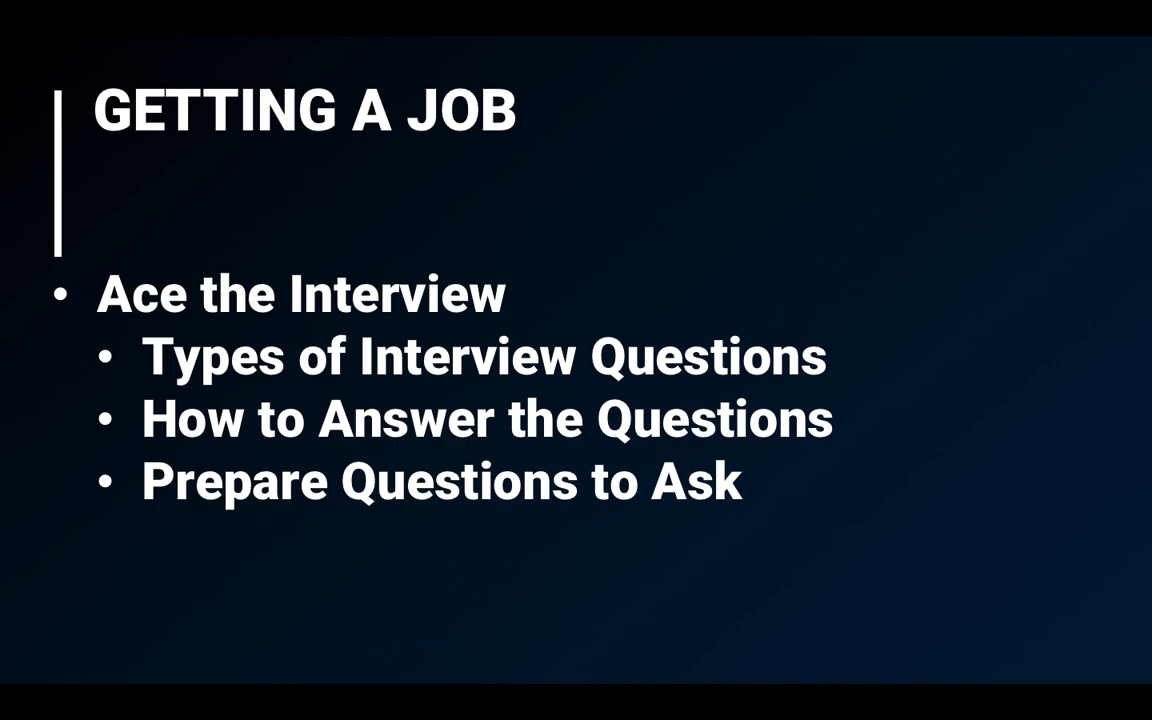 GETTING A JOB
• Ace the Interview
• Types of Interview Questions
• How to Answer the Questions
• Prepare Questions to Ask